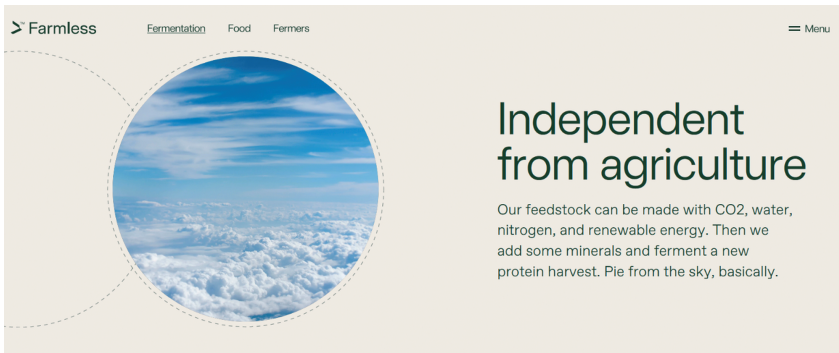 Farmless
Fermentation Food Fermers
Menu
Independent
from agriculture
Our feedstock can be made with CO2, water,
nitrogen, and renewable energy. Then we
add some minerals and ferment a new
protein harvest. Pie from the sky, basically.